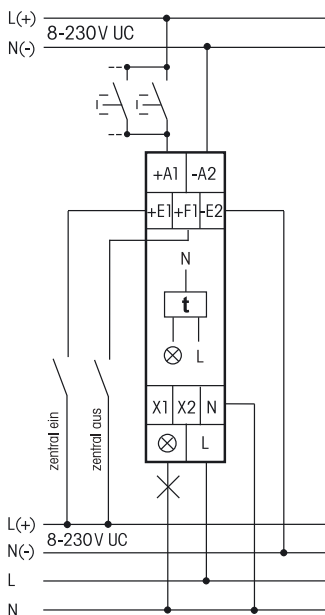 L(+)
8-230V UC
N(-)
+A1 -A2
+E1 +F1 -E2
N
t
L
X1 X2 N
L
zentral ein
zentral aus
L(+)
8-230V UC
N(-)
L
N